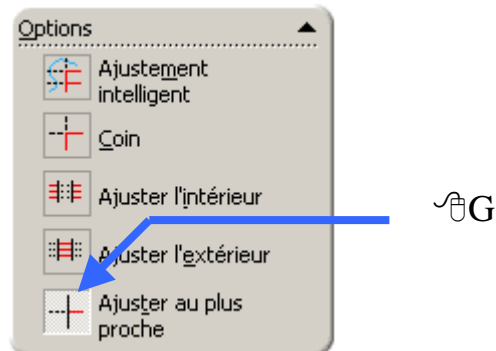 Options
Ajustement
intelligent
Coin
Ajuster l'intérieur
G
Ajuster l'extérieur
Ajuster au plus
proche